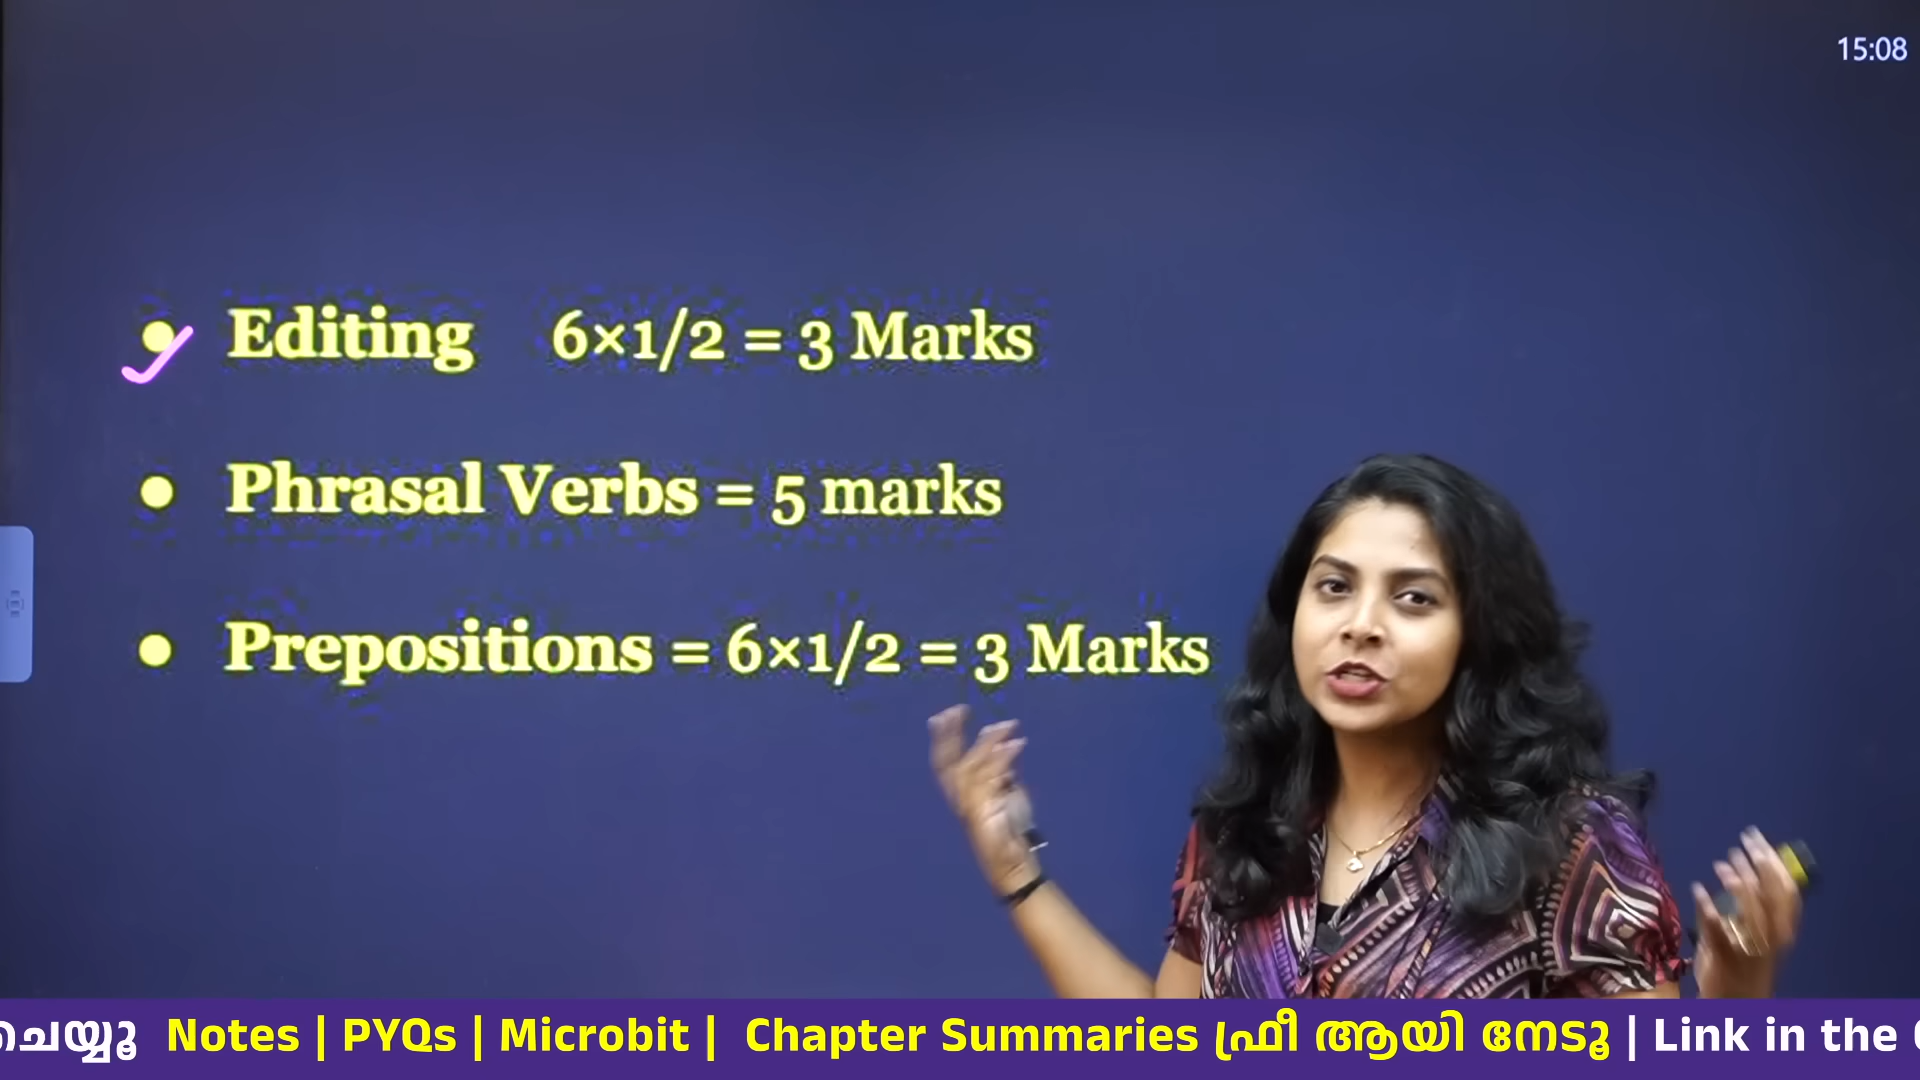 15:08
Editing 6×1/2 = 3 Marks
Phrasal Verbs = 5 marks
Prepositions = 6×1/2 = 3 Marks
ചെയ്യൂ Notes | PYQs | Microbit | Chapter Summaries ഫ്രീ ആയി നേടൂ | Link in the